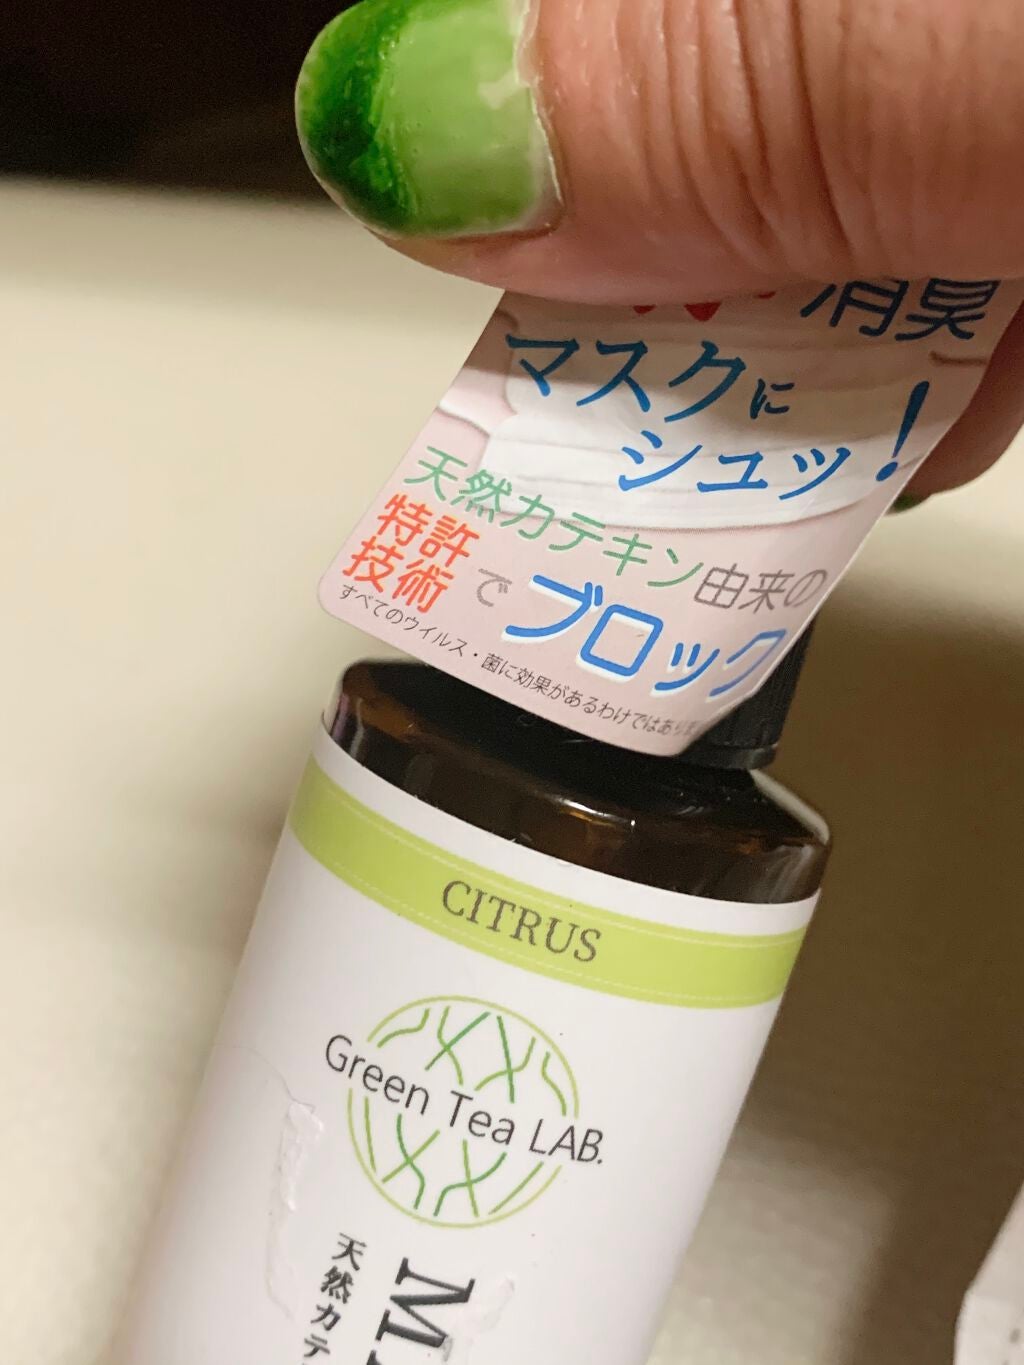 消臭
マスクに
シュッ!
天然カテキン由来の
特許技術でブロック
すべてのウイルス・菌に効果があるわけではありま
CITRUS
Green Tea LAB.
M
天然カテ